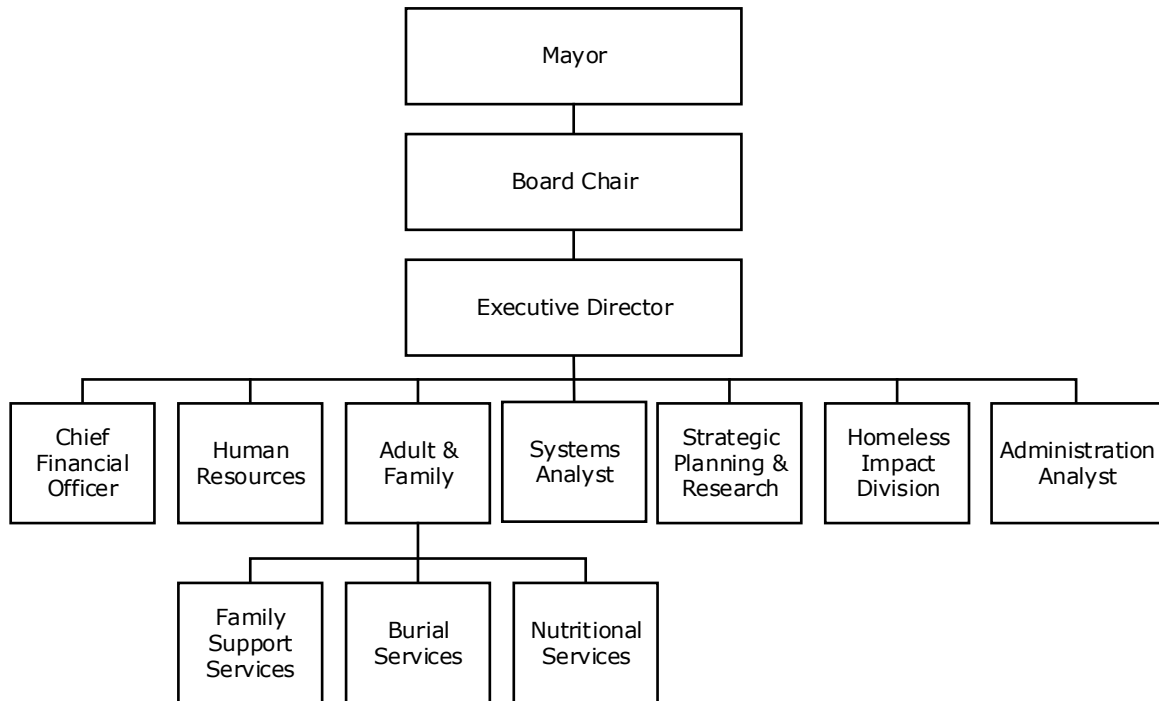 Mayor
Board Chair
Executive Director
Chief
Financial
Officer
Human
Resources
Adult &
Family
Systems
Analyst
Strategic
Planning &
Research
Homeless
Impact
Division
Administration
Analyst
Family
Support
Services
Burial
Services
Nutritional
Services